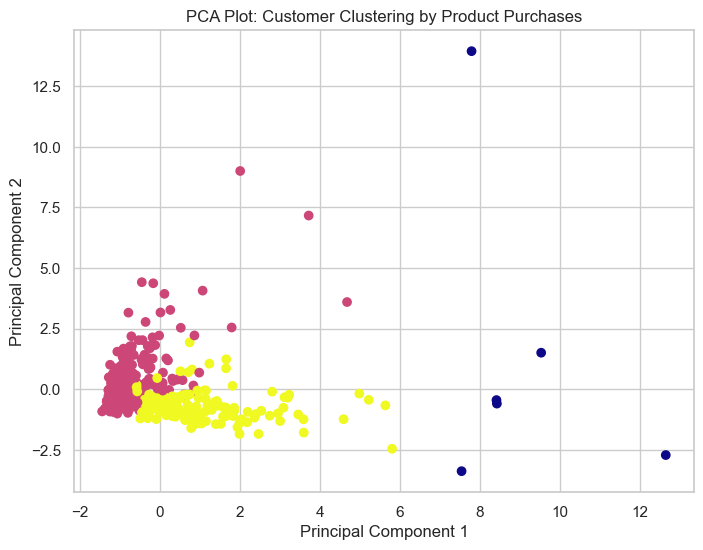 PCA Plot: Customer Clustering by Product Purchases
Principal Component 2
12.5
10.0
7.5
5.0
2.5
0.0
−2.5
−2 0 2 4 6 8 10 12
Principal Component 1